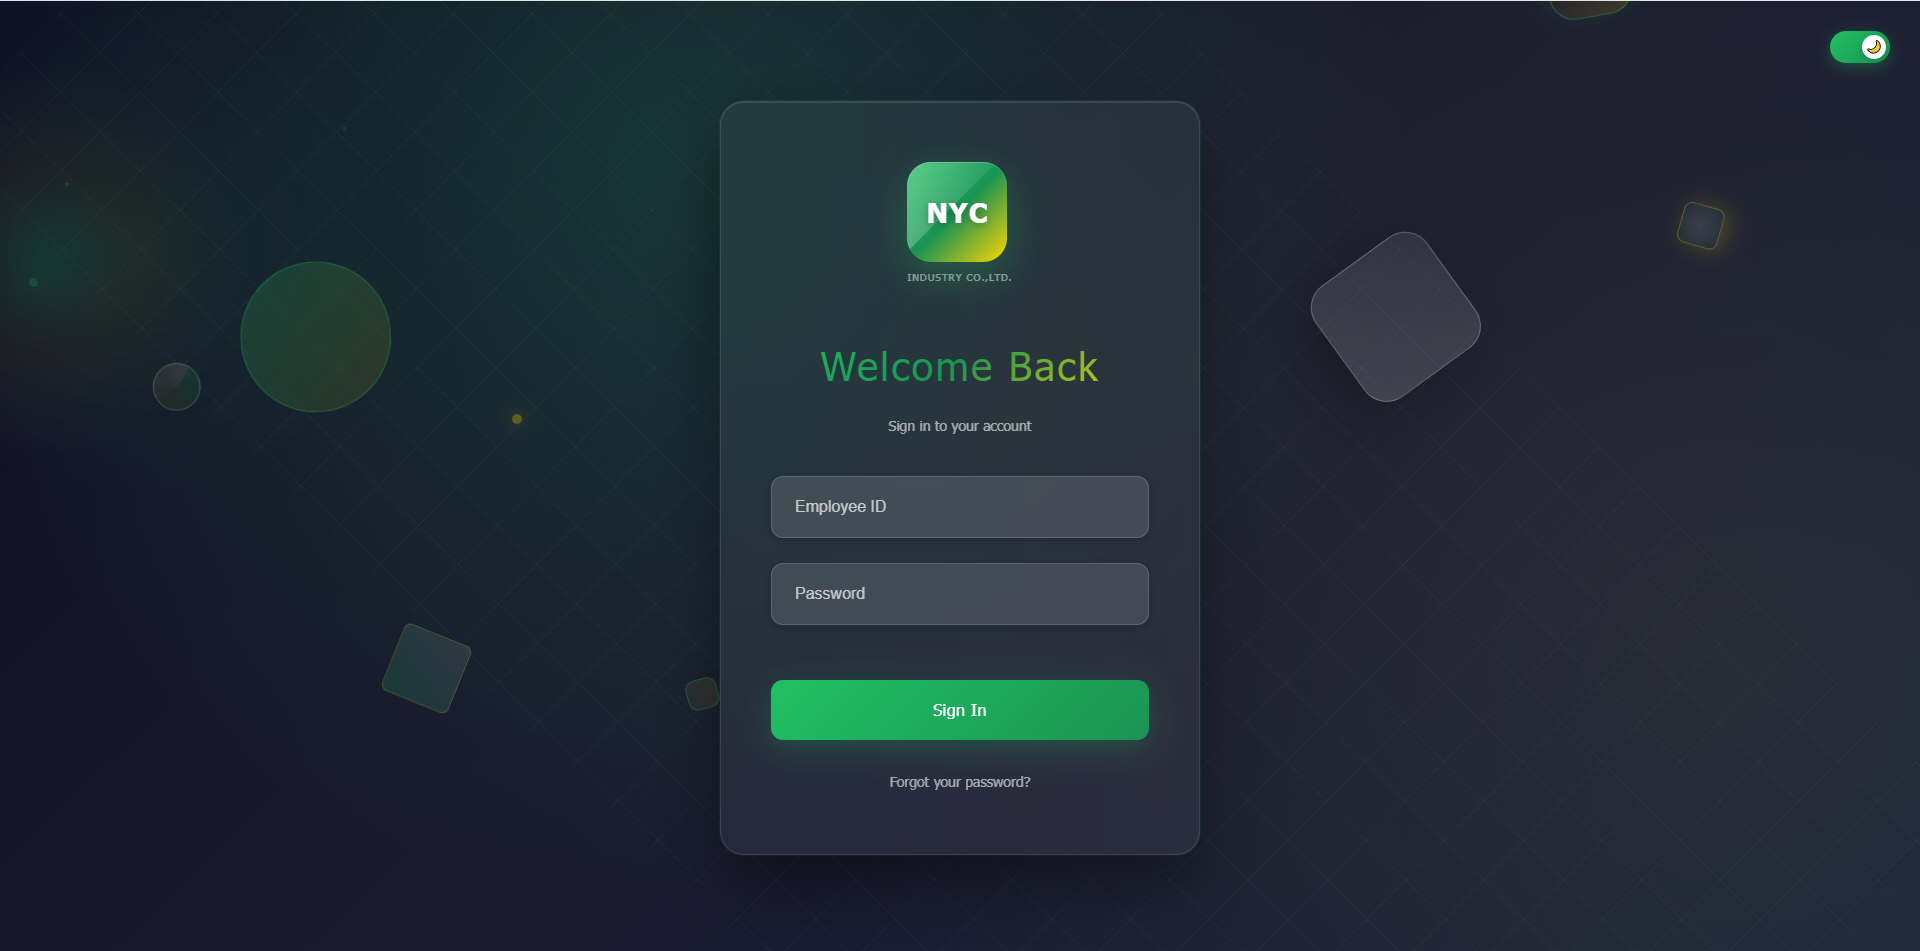 NYC
INDUSTRY CO.,LTD.
Welcome Back
Sign in to your account
Employee ID
Password
Sign In
Forgot your password?